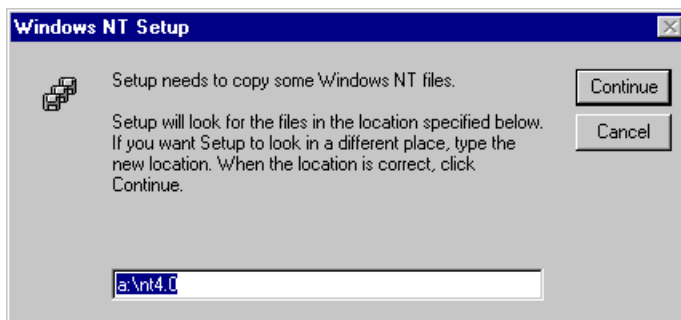 Windows NT Setup
Setup needs to copy some Windows NT files.
Continue
Setup will look for the files in the location specified below.
If you want Setup to look in a different place, type the
new location. When the location is correct, click
Continue.
Cancel
a:\nt4.0